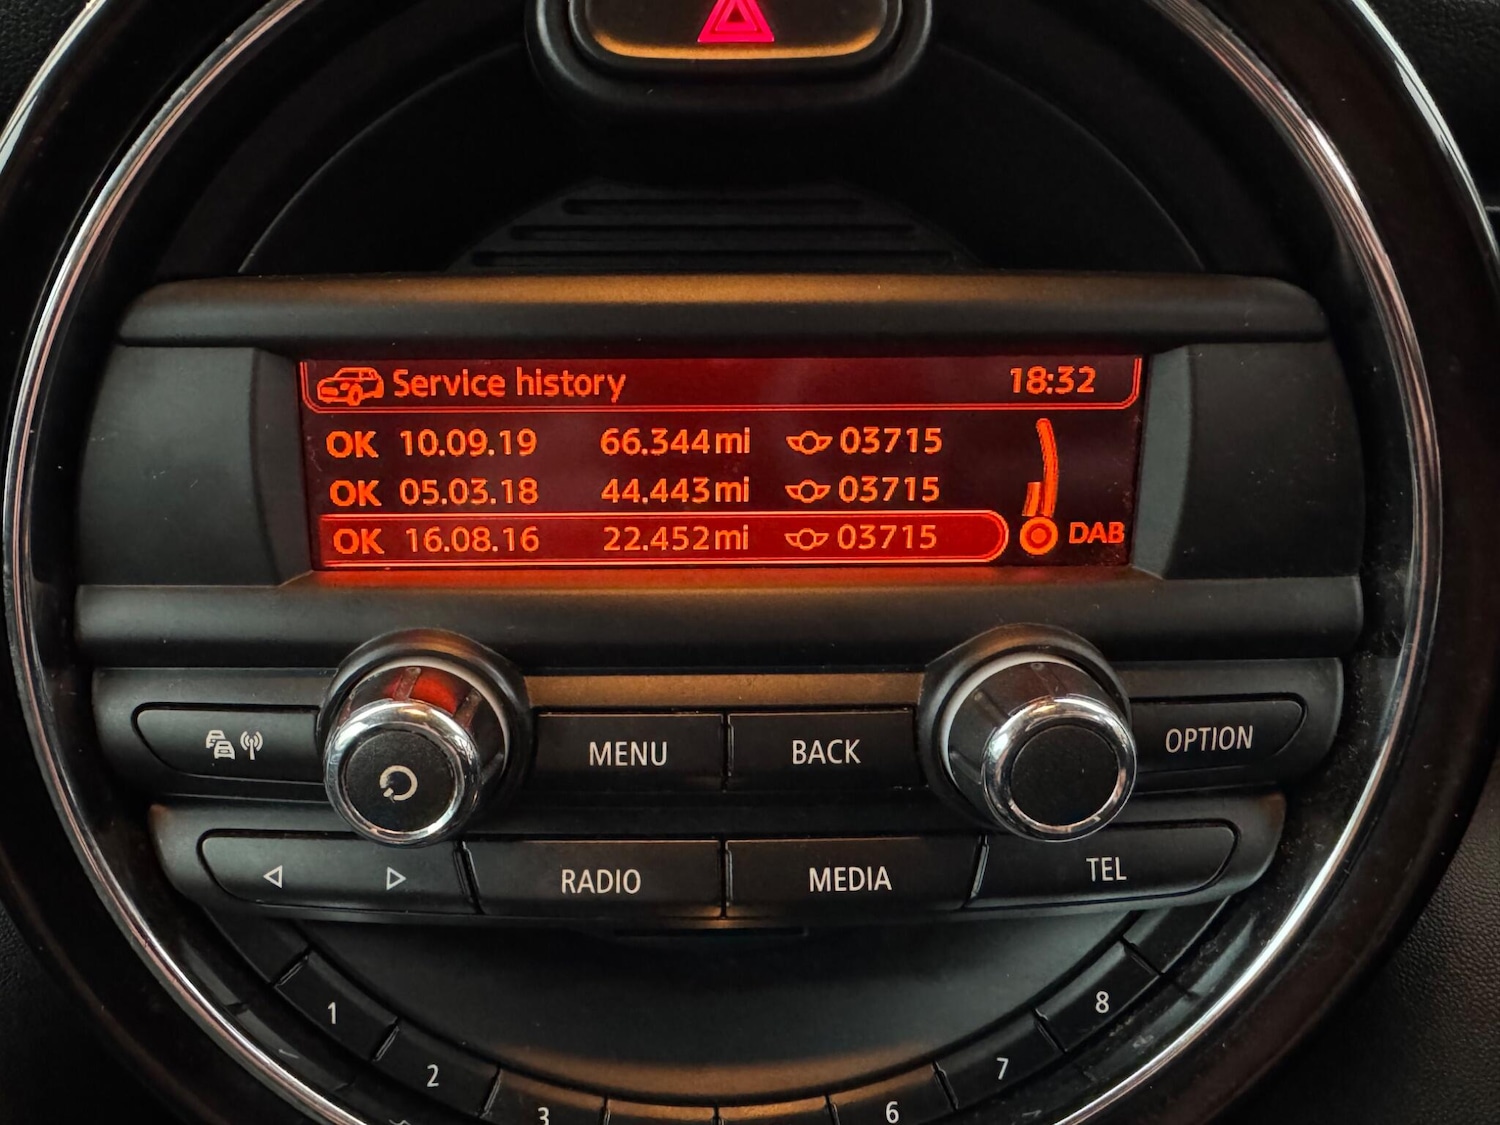 Service history 18:32
OK 10.09.19 66.344mi 03715
OK 05.03.18 44.443mi 03715
OK 16.08.16 22.452mi 03715
DAB
MENU BACK OPTION
RADIO MEDIA TEL
1 8
2 7
3 6